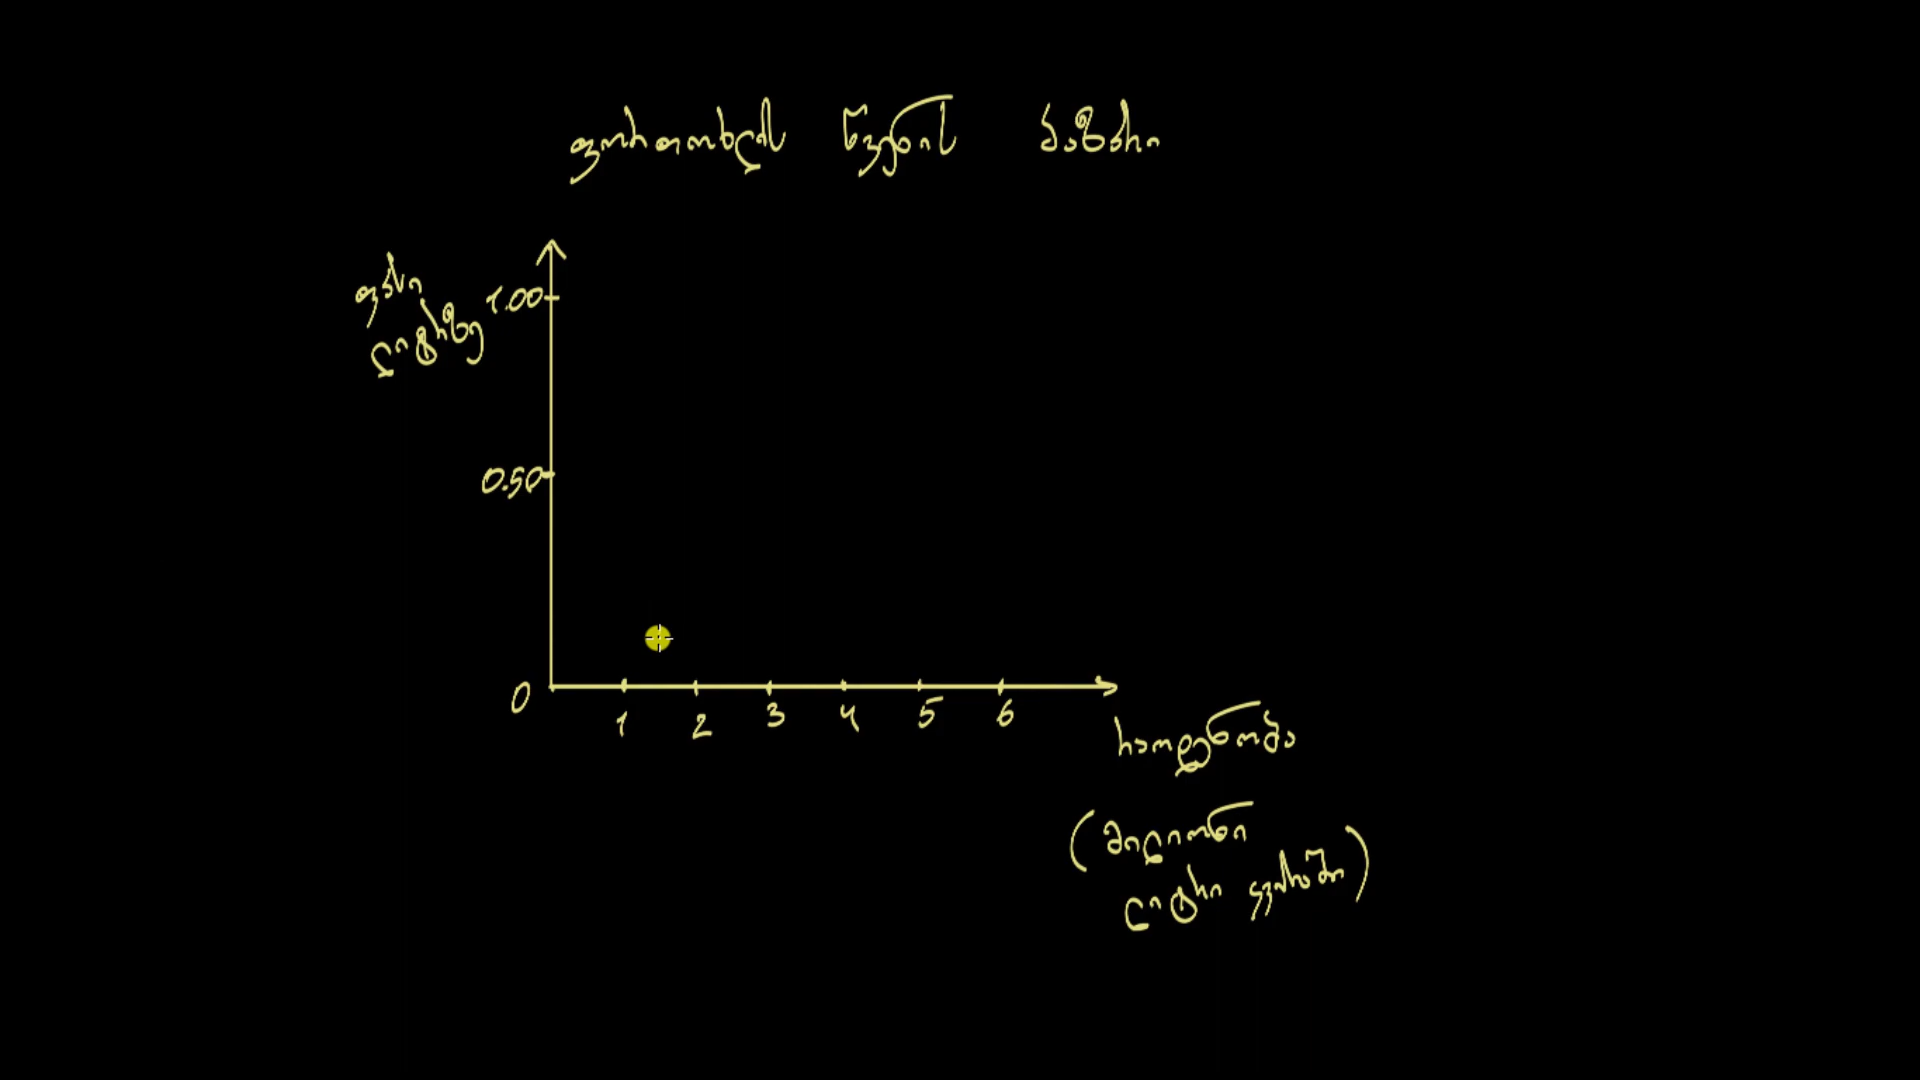 ფორთოხლის წვენის ბაზარი
ფასი
ლიტრზე
1.00
0.50
0
1 2 3 4 5 6
რაოდენობა
(მილიონი
ლიტრი კვირაში)